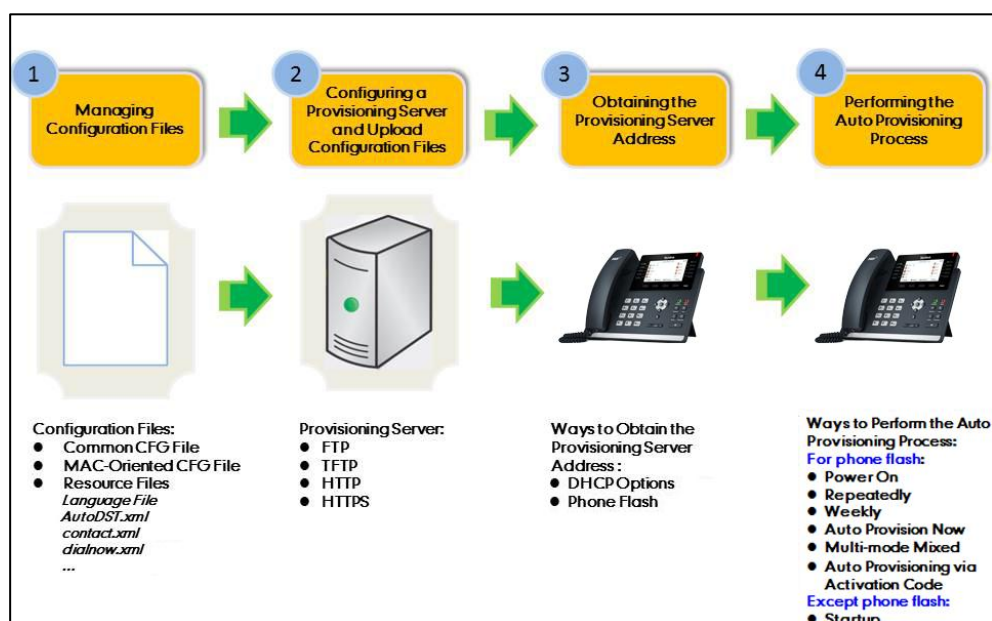 1
Managing
Configuration Files
2
Configuring a
Provisioning Server
and Upload
Configuration Files
3
Obtaining the
Provisioning Server
Address
4
Performing the
Auto Provisioning
Process
Configuration Files:
● Common CFG File
● MAC-Oriented CFG File
● Resource Files
Language File
AutoDST.xml
contact.xml
dialnow.xml
...
Provisioning Server:
● FTP
● TFTP
● HTTP
● HTTPS
Ways to Obtain the
Provisioning Server
Address :
● DHCP Options
● Phone Flash
Ways to Perform the Auto
Provisioning Process:
For phone flash:
● Power On
● Repeatedly
● Weekly
● Auto Provision Now
● Multi-mode Mixed
● Auto Provisioning via
Activation Code
Except phone flash:
● Startup